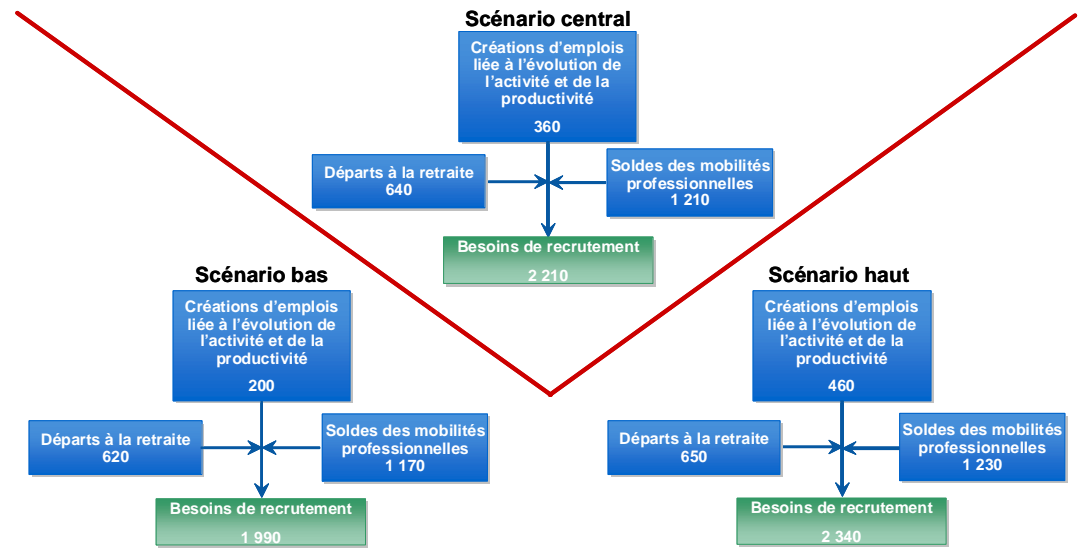 Scénario central
Créations d'emplois
liée à l'évolution de
l'activité et de la
productivité
360
Départs à la retraite
640
Soldes des mobilités
professionnelles
1 210
Besoins de recrutement
2 210
Scénario bas
Créations d'emplois
liée à l'évolution de
l'activité et de la
productivité
200
Départs à la retraite
620
Soldes des mobilités
professionnelles
1 170
Besoins de recrutement
1 990
Scénario haut
Créations d'emplois
liée à l'évolution de
l'activité et de la
productivité
460
Départs à la retraite
650
Soldes des mobilités
professionnelles
1 230
Besoins de recrutement
2 340